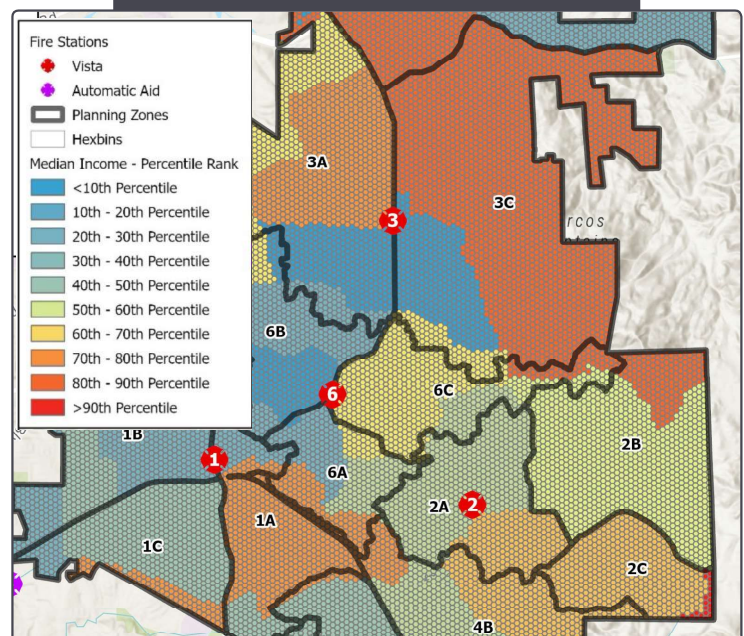 Fire Stations
Vista
Automatic Aid
Planning Zones
Hexbins
Median Income - Percentile Rank
<10th Percentile
10th - 20th Percentile
20th - 30th Percentile
30th - 40th Percentile
40th - 50th Percentile
50th - 60th Percentile
60th - 70th Percentile
70th - 80th Percentile
80th - 90th Percentile
>90th Percentile
3A
3C
3
rcos
6B
6
6C
1B
2B
1
6A
2A
2
1A
1C
2C
4B